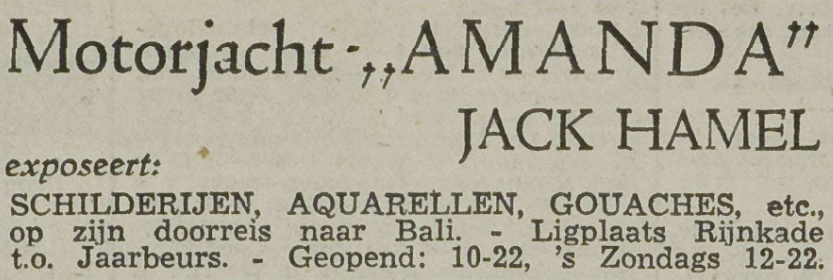 Motorjacht „AMANDA”
JACK HAMEL
exposeert:
SCHILDERIJEN, AQUARELLEN, GOUACHES, etc.,
op zijn doorreis naar Bali. - Ligplaats Rijnkade
t.o. Jaarbeurs. - Geopend: 10-22, 's Zondags 12-22.